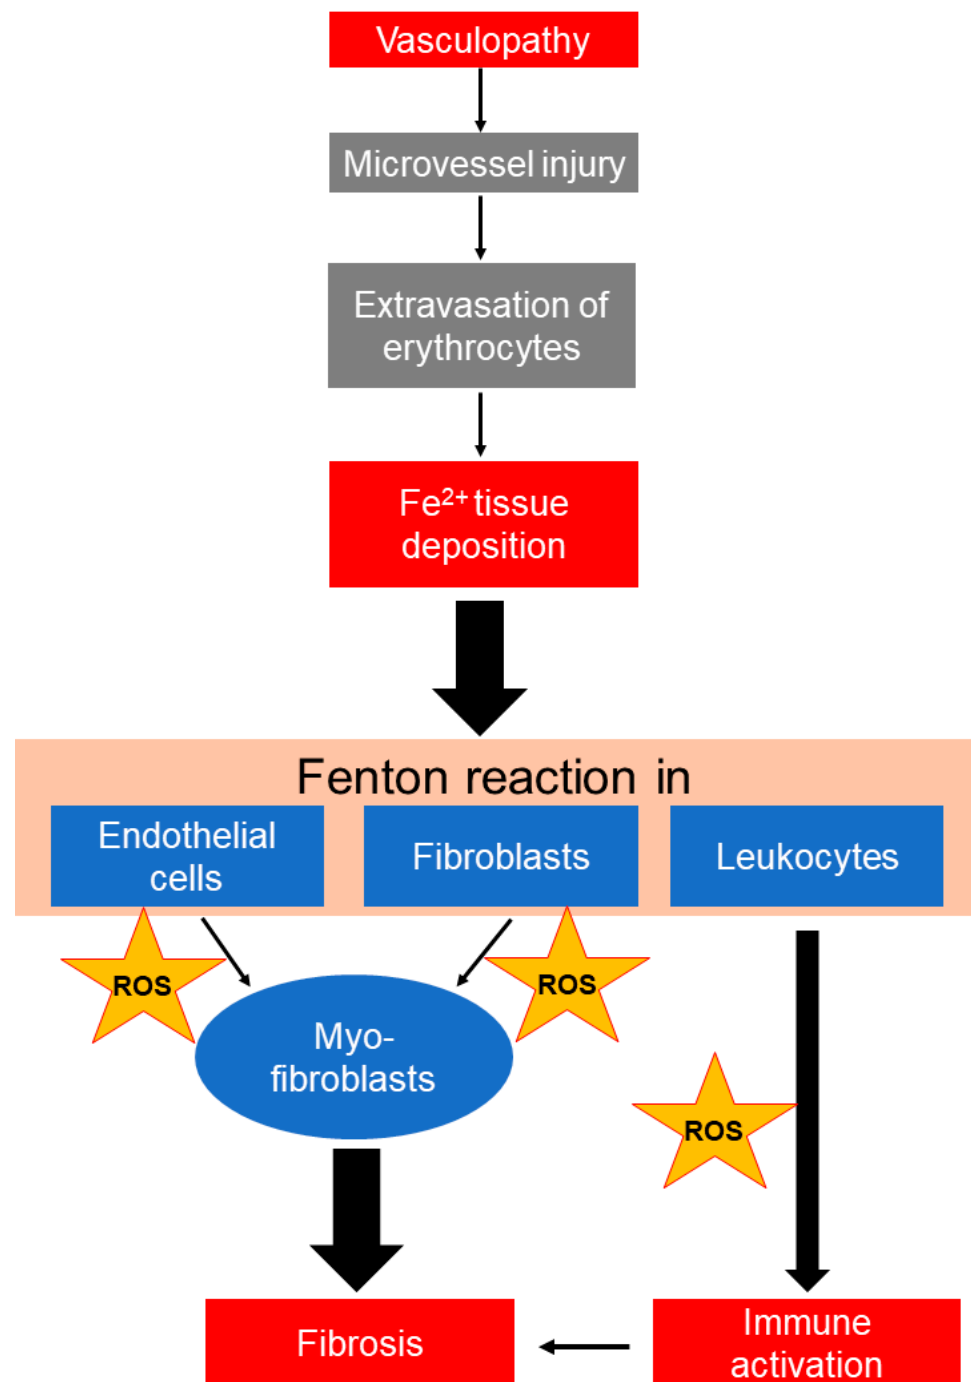 Vasculopathy
Microvessel injury
Extravasation of
erythrocytes
Fe²⁺ tissue
deposition
Fenton reaction in
Endothelial
cells
Fibroblasts
Leukocytes
ROS
ROS
Myo-
fibroblasts
ROS
Fibrosis
Immune
activation